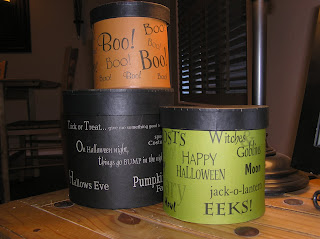 Boo!
Boo!
Boo!
Boo!
Boo!
Boo!
Trick or Treat... give me something good
On Halloween night,
things go BUMP in the night
Hallows Eve
Pumpkin
Witches
Goblins
HAPPY
HALLOWEEN
Moon
jack-o-lantern
EEKS!